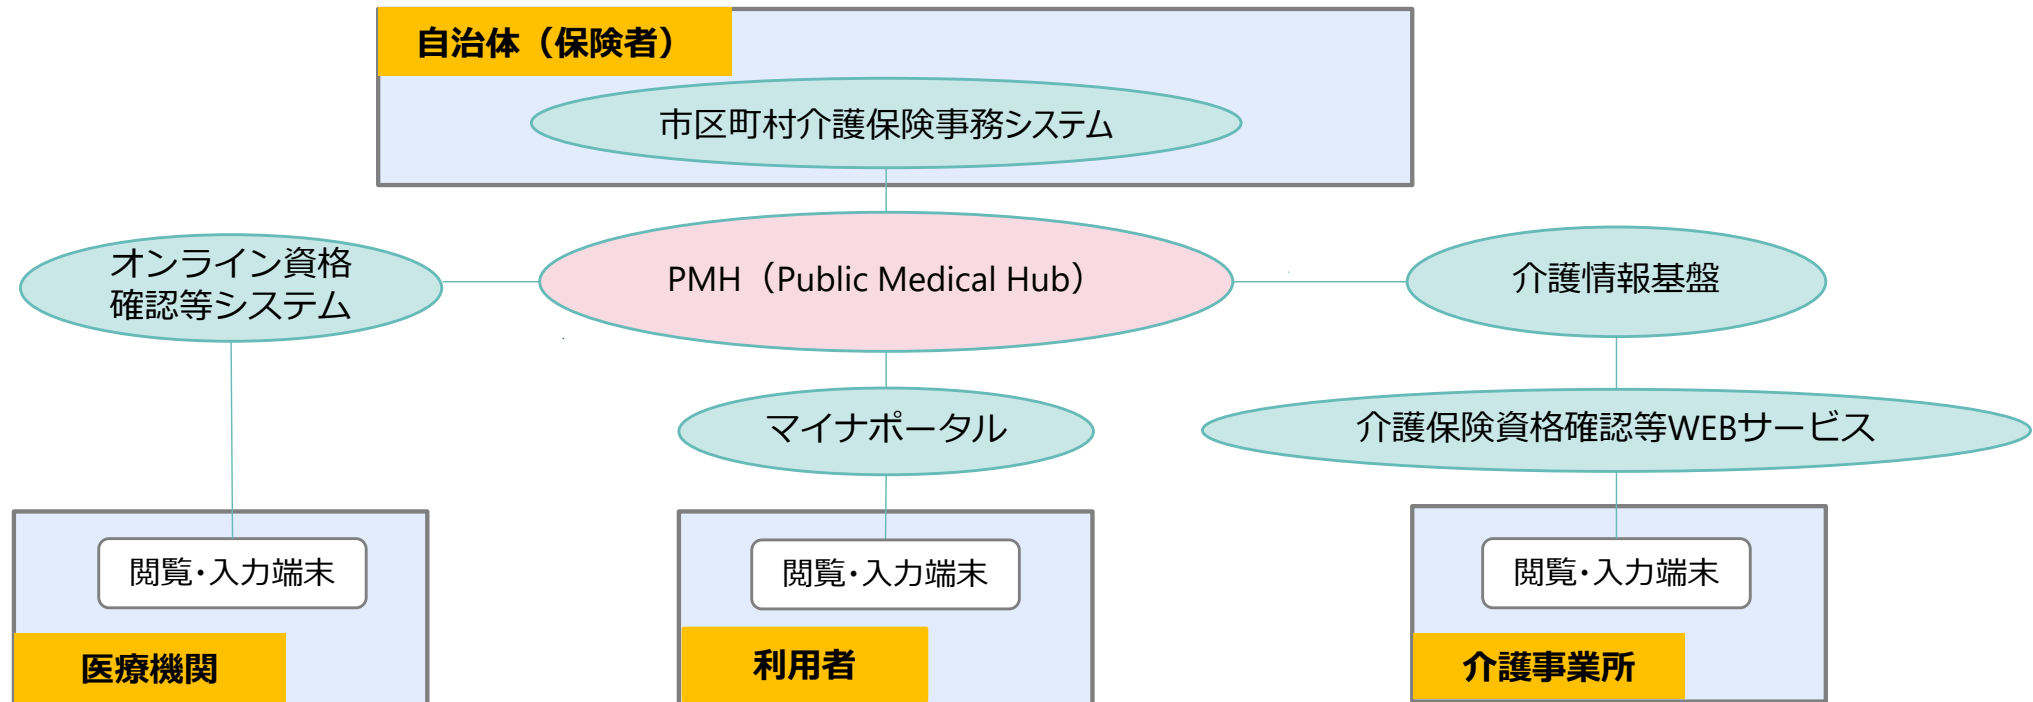 自治体（保険者）
市区町村介護保険事務システム
オンライン資格
確認等システム
PMH（Public Medical Hub）
介護情報基盤
マイナポータル
介護保険資格確認等WEBサービス
閲覧・入力端末
閲覧・入力端末
閲覧・入力端末
医療機関
利用者
介護事業所